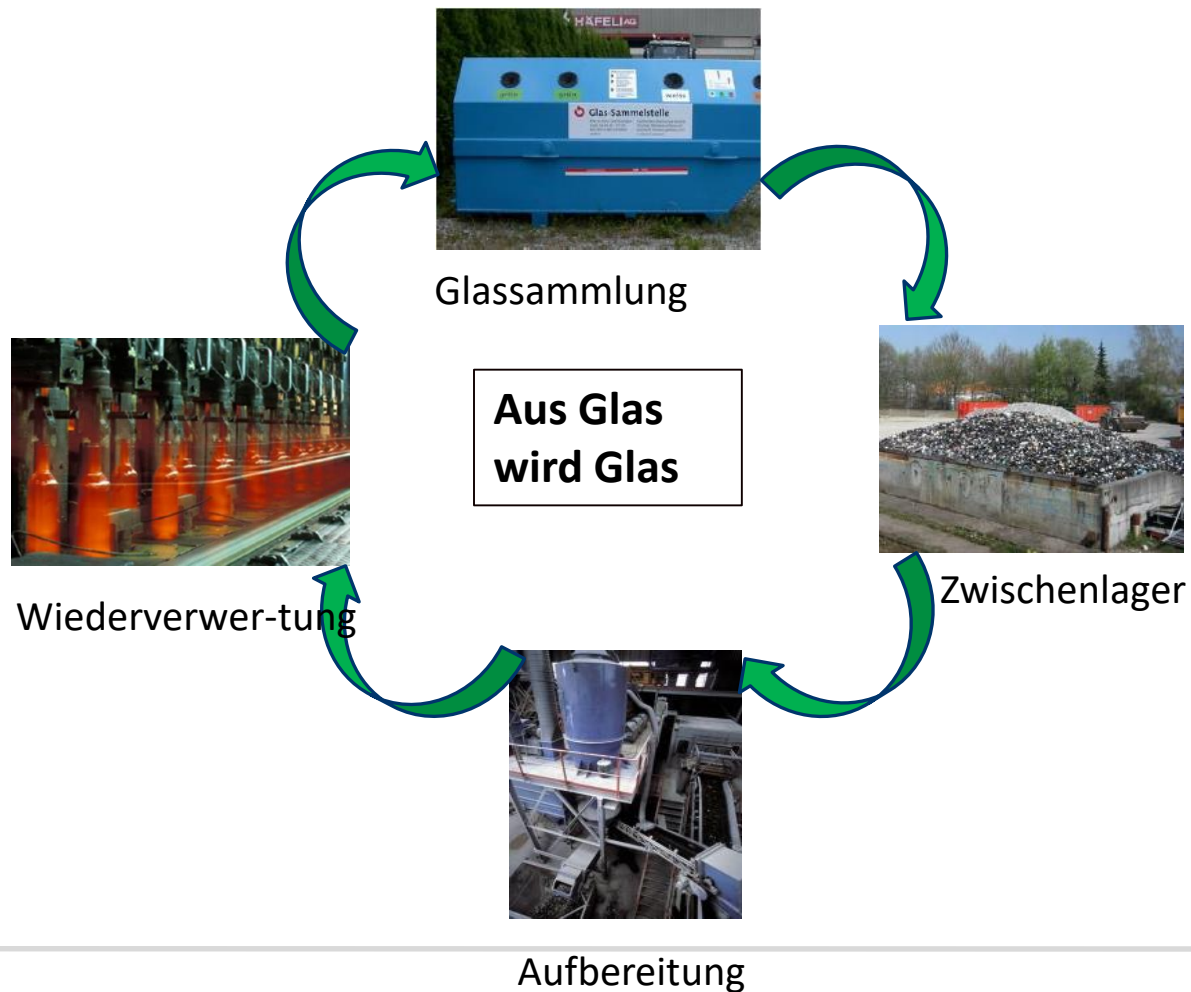 HÄFELI AG
Glas-Sammelstelle
Glassammlung
Aus Glas
wird Glas
Zwischenlager
Wiederverwer-tung
Aufbereitung